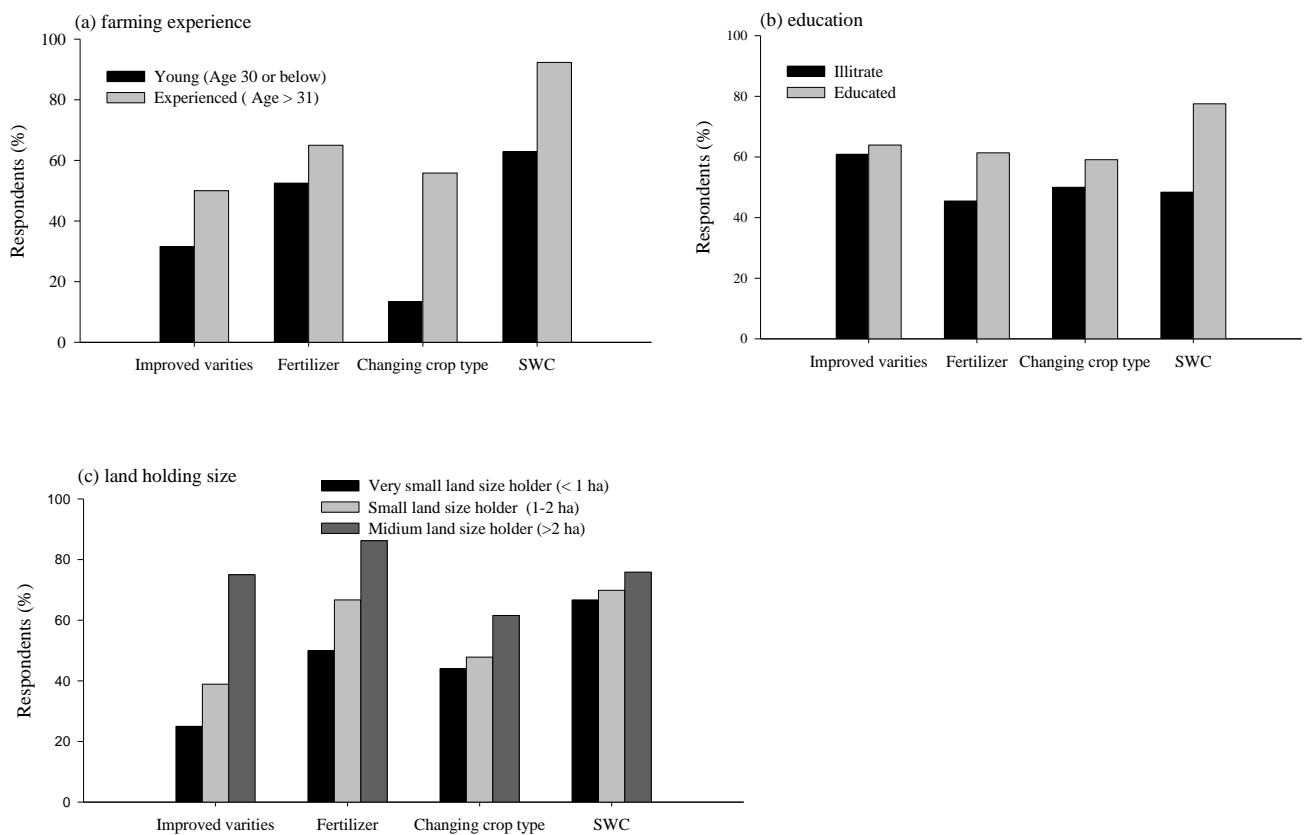 (a) farming experience
100
80
60
40
20
0
Respondents (%)
Young (Age 30 or below)
Experienced ( Age > 31)
Improved varities Fertilizer Changing crop type SWC
(b) education
100
80
60
40
20
0
Respondents (%)
Illitrate
Educated
Improved varities Fertilizer Changing crop type SWC
(c) land holding size
100
80
60
40
20
0
Respondents (%)
Very small land size holder (< 1 ha)
Small land size holder (1-2 ha)
Midium land size holder (>2 ha)
Improved varities Fertilizer Changing crop type SWC